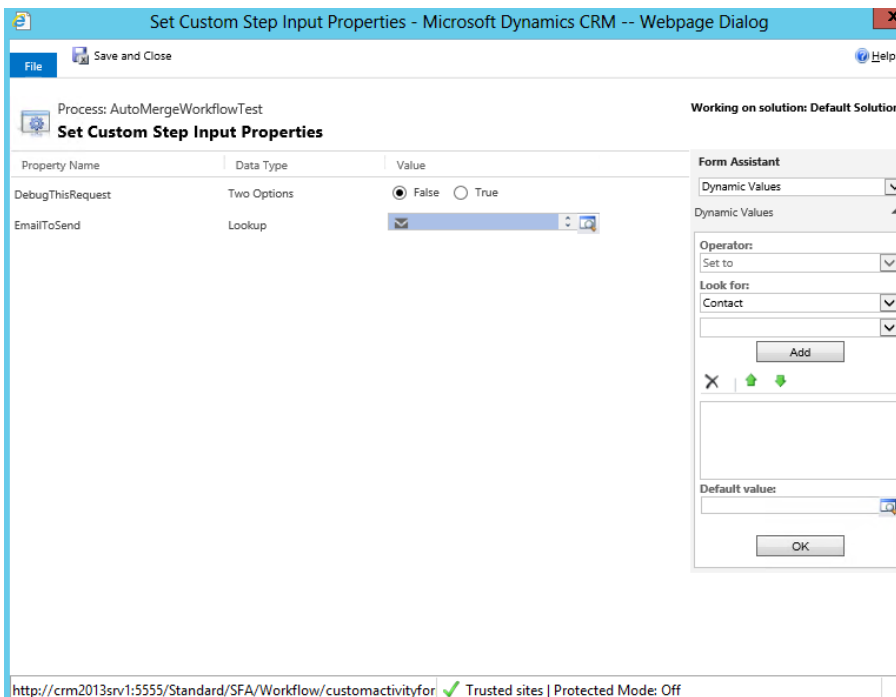 Set Custom Step Input Properties - Microsoft Dynamics CRM -- Webpage Dialog
x
File
Save and Close
Help
Process: AutoMergeWorkflowTest
Set Custom Step Input Properties
Working on solution: Default Solution
Property Name Data Type Value
DebugThisRequest Two Options False True
EmailToSend Lookup
Form Assistant
Dynamic Values
Dynamic Values
Operator:
Set to
Look for:
Contact
Add
Default value:
OK
http://crm2013srv1:5555/Standard/SFA/Workflow/customactivityfor Trusted sites | Protected Mode: Off